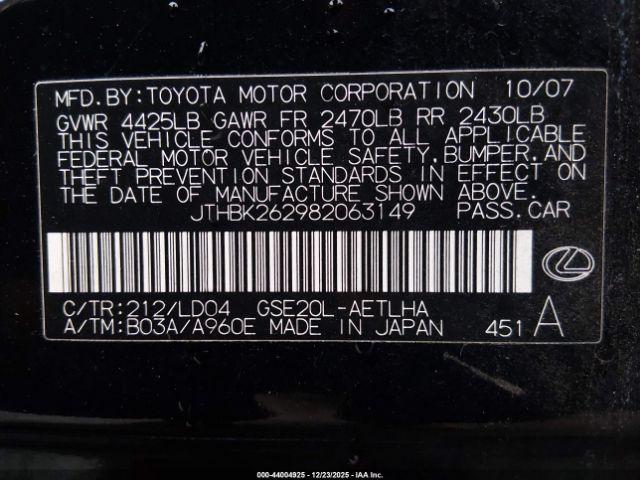 MFD.BY:TOYOTA MOTOR CORPORATION 10/07
GVWR 4425LB GAWR FR 2470LB RR 2430LB
THIS VEHICLE CONFORMS TO ALL APPLICABLE
FEDERAL MOTOR VEHICLE SAFETY,BUMPER,AND
THEFT PREVENTION STANDARDS IN EFFECT ON
THE DATE OF MANUFACTURE SHOWN ABOVE.
JTHBK262982063149 PASS.CAR
C/TR:212/LD04 GSE20L-AETLHA
A/TM:B03A/A960E MADE IN JAPAN 451 A
000-44004925 - 12/23/2025 - IAA Inc.